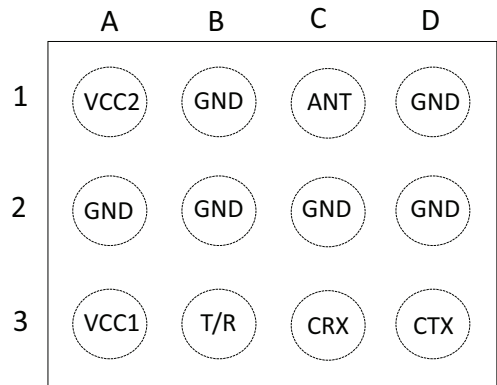 A B C D
1 VCC2 GND ANT GND
2 GND GND GND GND
3 VCC1 T/R CRX CTX